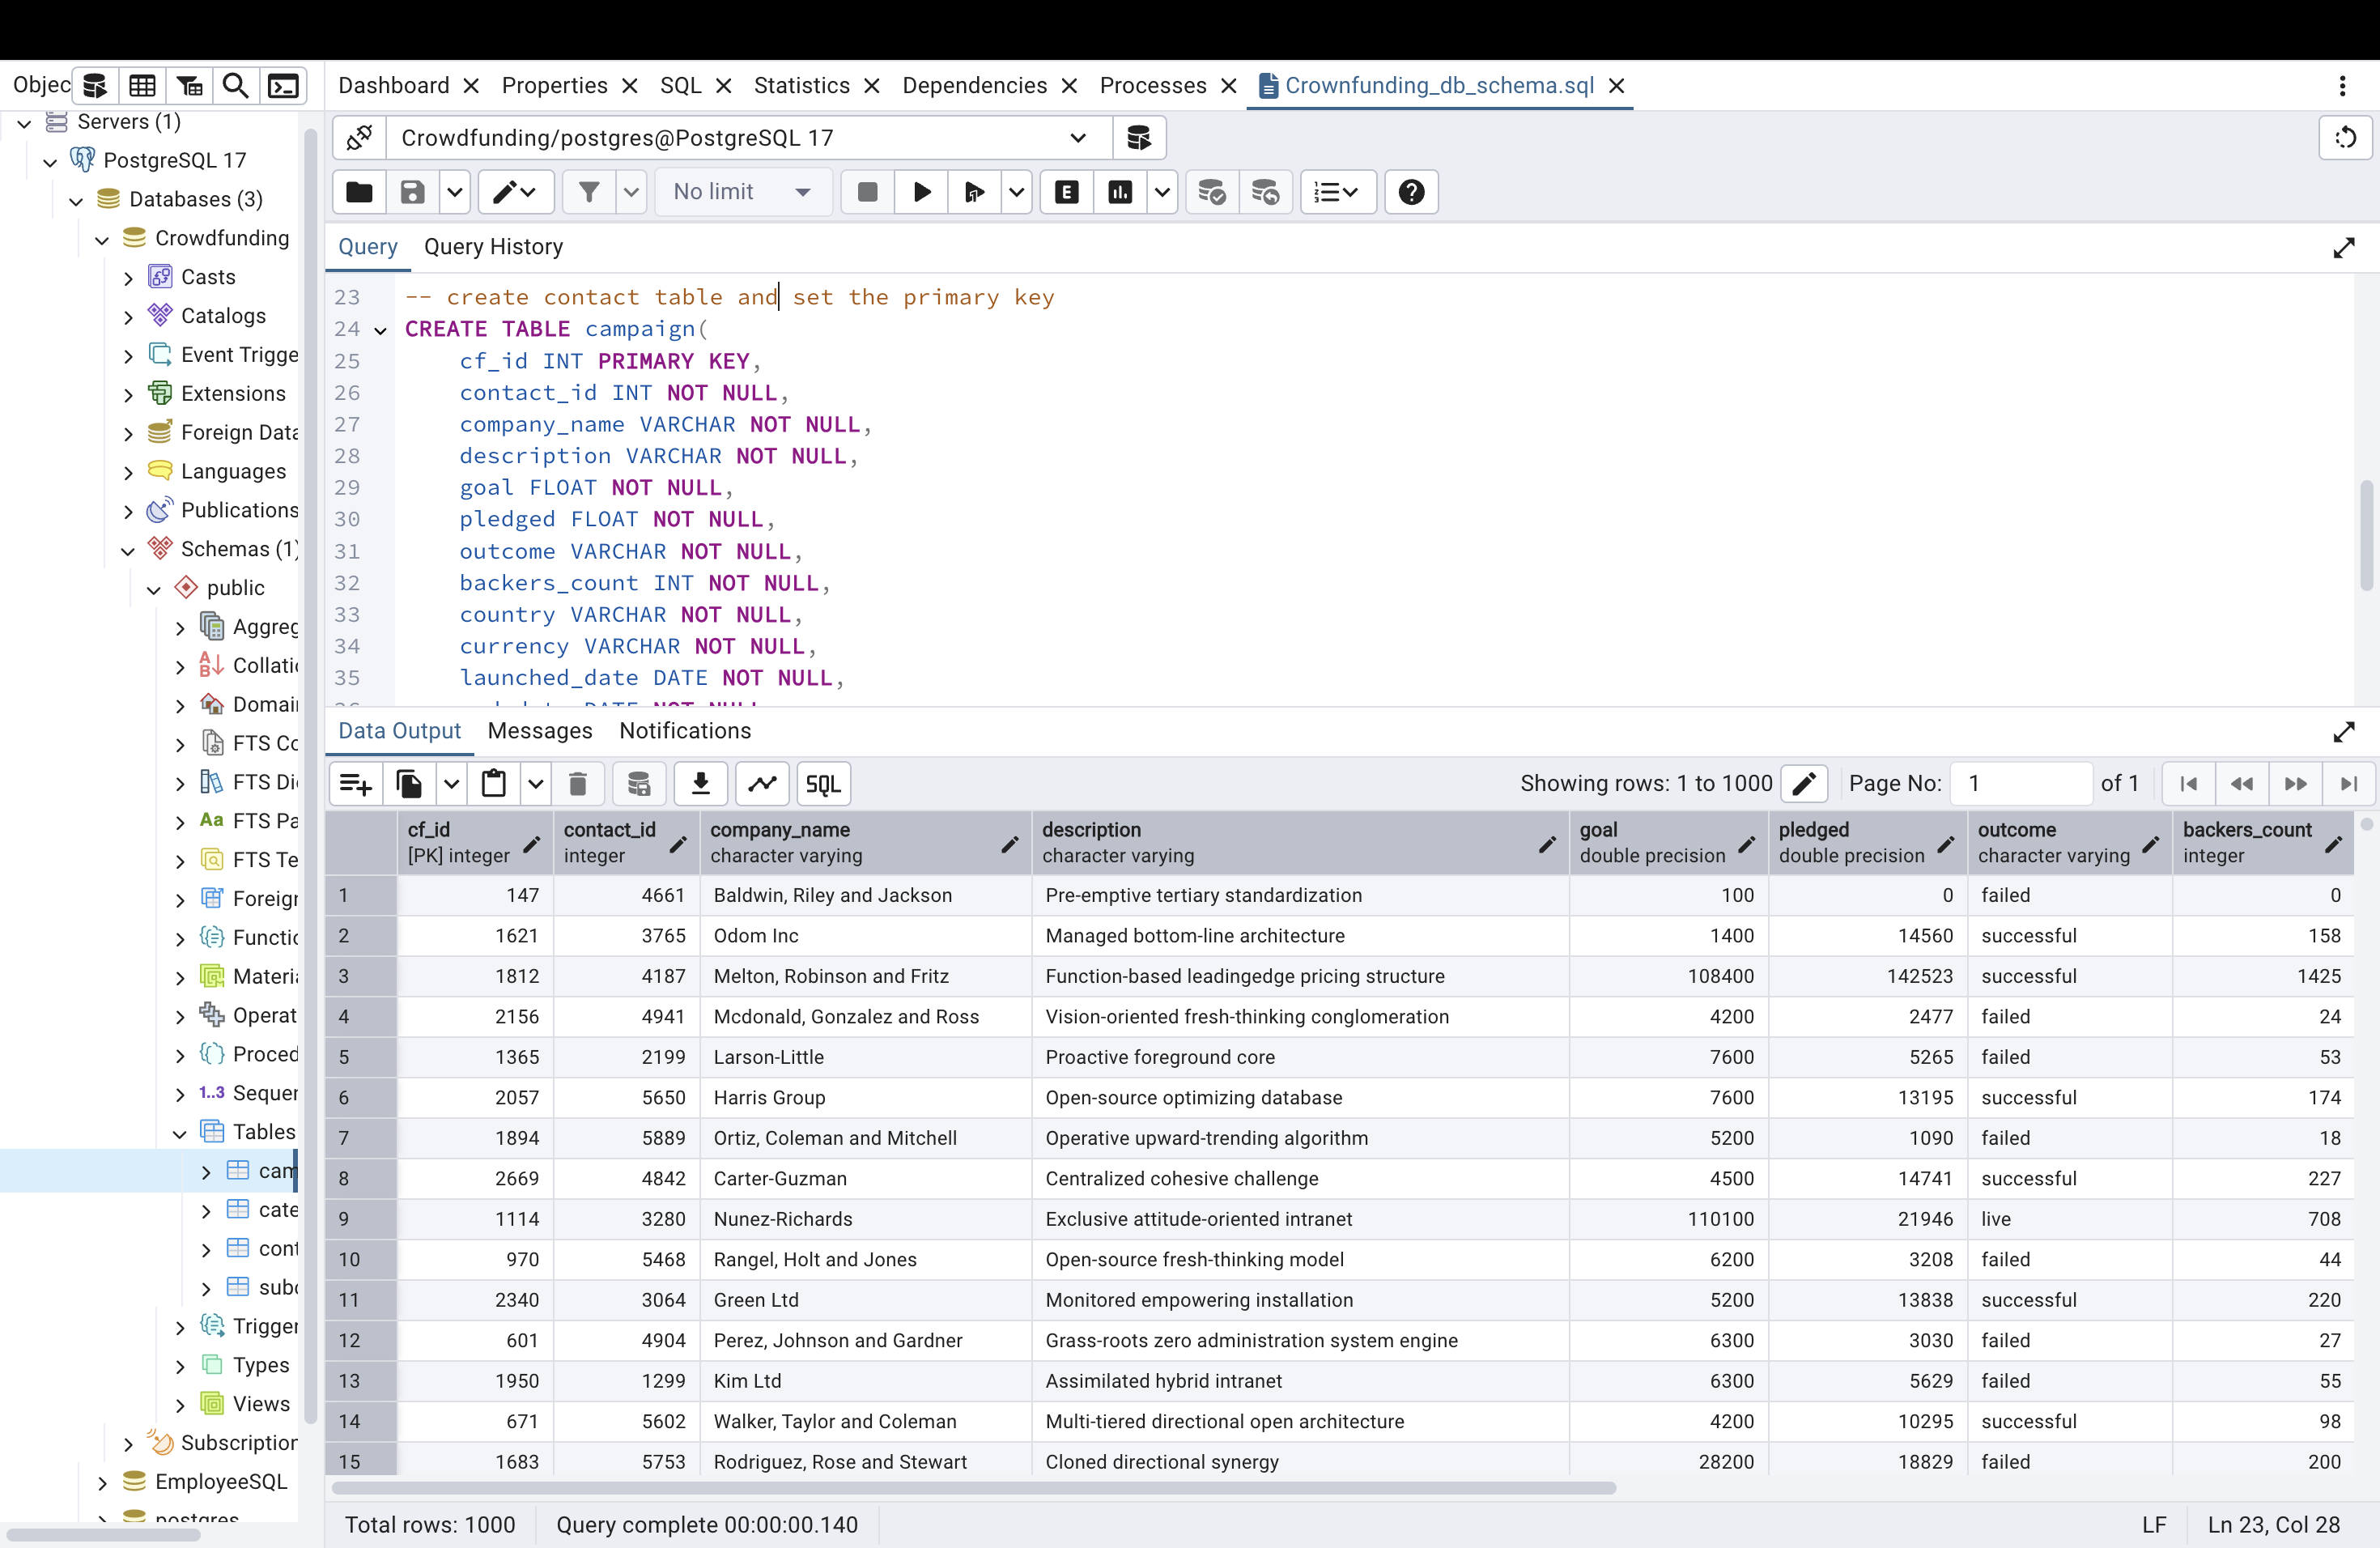 Objec
Dashboard Properties SQL Statistics Dependencies Processes Crownfunding_db_schema.sql
Servers (1)
PostgreSQL 17
Databases (3)
Crowdfunding
Casts
Catalogs
Event Trigge
Extensions
Foreign Data
Languages
Publications
Schemas (1)
public
Aggreg
Collatio
Domain
FTS Co
FTS Di
FTS Pa
FTS Te
Foreign
Functio
Materia
Operat
Proced
1..3 Sequen
Tables
cam
cate
cont
subc
Trigger
Types
Views
Subscription
EmployeeSQL
postgres
Crowdfunding/postgres@PostgreSQL 17
No limit
Query Query History
23 -- create contact table and set the primary key
24 CREATE TABLE campaign(
25 cf_id INT PRIMARY KEY,
26 contact_id INT NOT NULL,
27 company_name VARCHAR NOT NULL,
28 description VARCHAR NOT NULL,
29 goal FLOAT NOT NULL,
30 pledged FLOAT NOT NULL,
31 outcome VARCHAR NOT NULL,
32 backers_count INT NOT NULL,
33 country VARCHAR NOT NULL,
34 currency VARCHAR NOT NULL,
35 launched_date DATE NOT NULL,
Data Output Messages Notifications
SQL Showing rows: 1 to 1000 Page No: 1 of 1
cf_id contact_id company_name description goal pledged outcome backers_count
[PK] integer integer character varying character varying double precision double precision character varying integer
1 147 4661 Baldwin, Riley and Jackson Pre-emptive tertiary standardization 100 0 failed 0
2 1621 3765 Odom Inc Managed bottom-line architecture 1400 14560 successful 158
3 1812 4187 Melton, Robinson and Fritz Function-based leadingedge pricing structure 108400 142523 successful 1425
4 2156 4941 Mcdonald, Gonzalez and Ross Vision-oriented fresh-thinking conglomeration 4200 2477 failed 24
5 1365 2199 Larson-Little Proactive foreground core 7600 5265 failed 53
6 2057 5650 Harris Group Open-source optimizing database 7600 13195 successful 174
7 1894 5889 Ortiz, Coleman and Mitchell Operative upward-trending algorithm 5200 1090 failed 18
8 2669 4842 Carter-Guzman Centralized cohesive challenge 4500 14741 successful 227
9 1114 3280 Nunez-Richards Exclusive attitude-oriented intranet 110100 21946 live 708
10 970 5468 Rangel, Holt and Jones Open-source fresh-thinking model 6200 3208 failed 44
11 2340 3064 Green Ltd Monitored empowering installation 5200 13838 successful 220
12 601 4904 Perez, Johnson and Gardner Grass-roots zero administration system engine 6300 3030 failed 27
13 1950 1299 Kim Ltd Assimilated hybrid intranet 6300 5629 failed 55
14 671 5602 Walker, Taylor and Coleman Multi-tiered directional open architecture 4200 10295 successful 98
15 1683 5753 Rodriguez, Rose and Stewart Cloned directional synergy 28200 18829 failed 200
Total rows: 1000 Query complete 00:00:00.140 LF Ln 23, Col 28